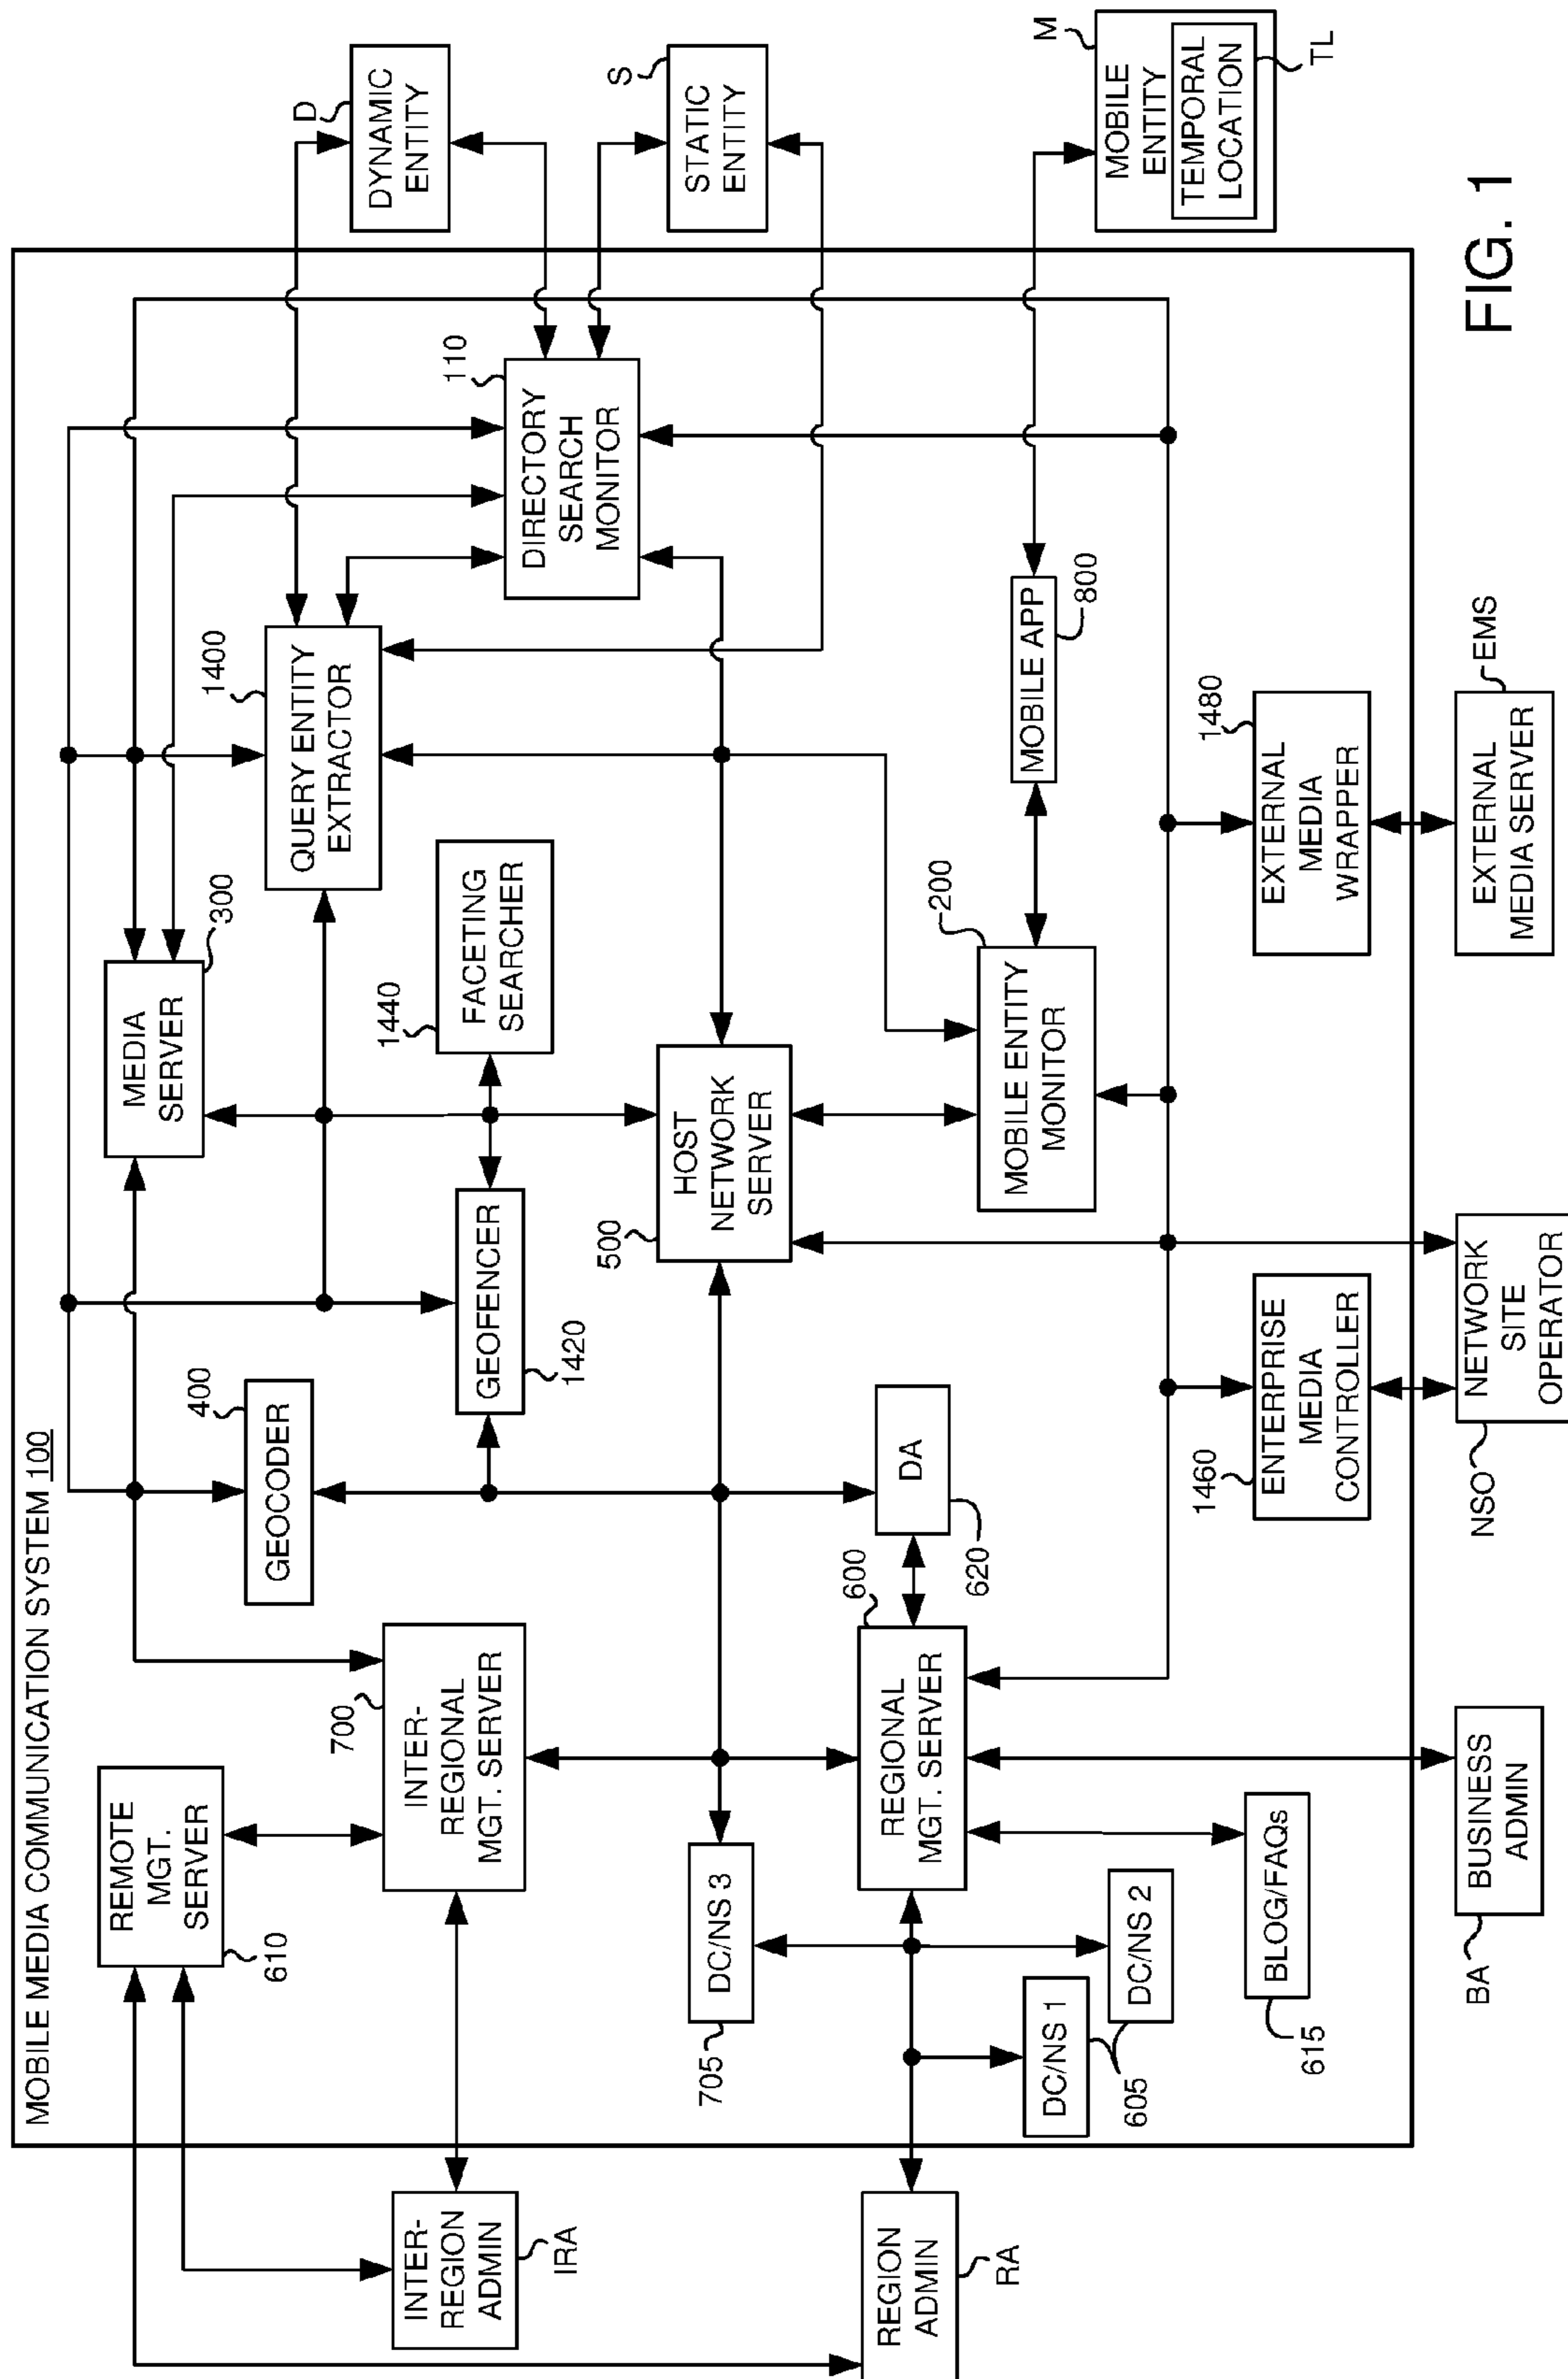 MOBILE MEDIA COMMUNICATION SYSTEM 100
REMOTE
MGT.
SERVER
610
INTER-
REGION
ADMIN
IRA
REGION
ADMIN
RA
INTER-
REGIONAL
MGT. SERVER
700
GEOCODER
400
MEDIA
SERVER
300
QUERY ENTITY
EXTRACTOR
1400
DIRECTORY
SEARCH
MONITOR
110
DYNAMIC
ENTITY
D
STATIC
ENTITY
S
GEOFENCER
1420
FACETING
SEARCHER
1440
DC/NS 3
705
HOST
NETWORK
SERVER
500
DC/NS 1
DC/NS 2
605
REGIONAL
MGT. SERVER
600
DA
620
MOBILE ENTITY
MONITOR
200
MOBILE APP
800
MOBILE
ENTITY
TEMPORAL
LOCATION
M
TL
BLOG/FAQs
615
ENTERPRISE
MEDIA
CONTROLLER
1460
EXTERNAL
MEDIA
WRAPPER
1480
BUSINESS
ADMIN
BA
NETWORK
SITE
OPERATOR
NSO
EXTERNAL
MEDIA SERVER
EMS
FIG. 1